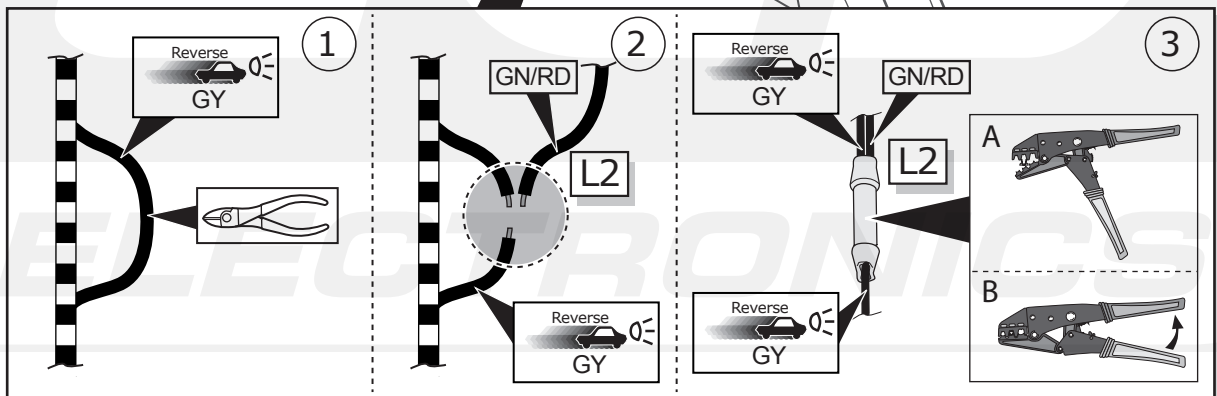 1
Reverse
GY
2
GN/RD
L2
Reverse
GY
3
Reverse
GY
GN/RD
L2
Reverse
GY
A
B
ELECTRONICS